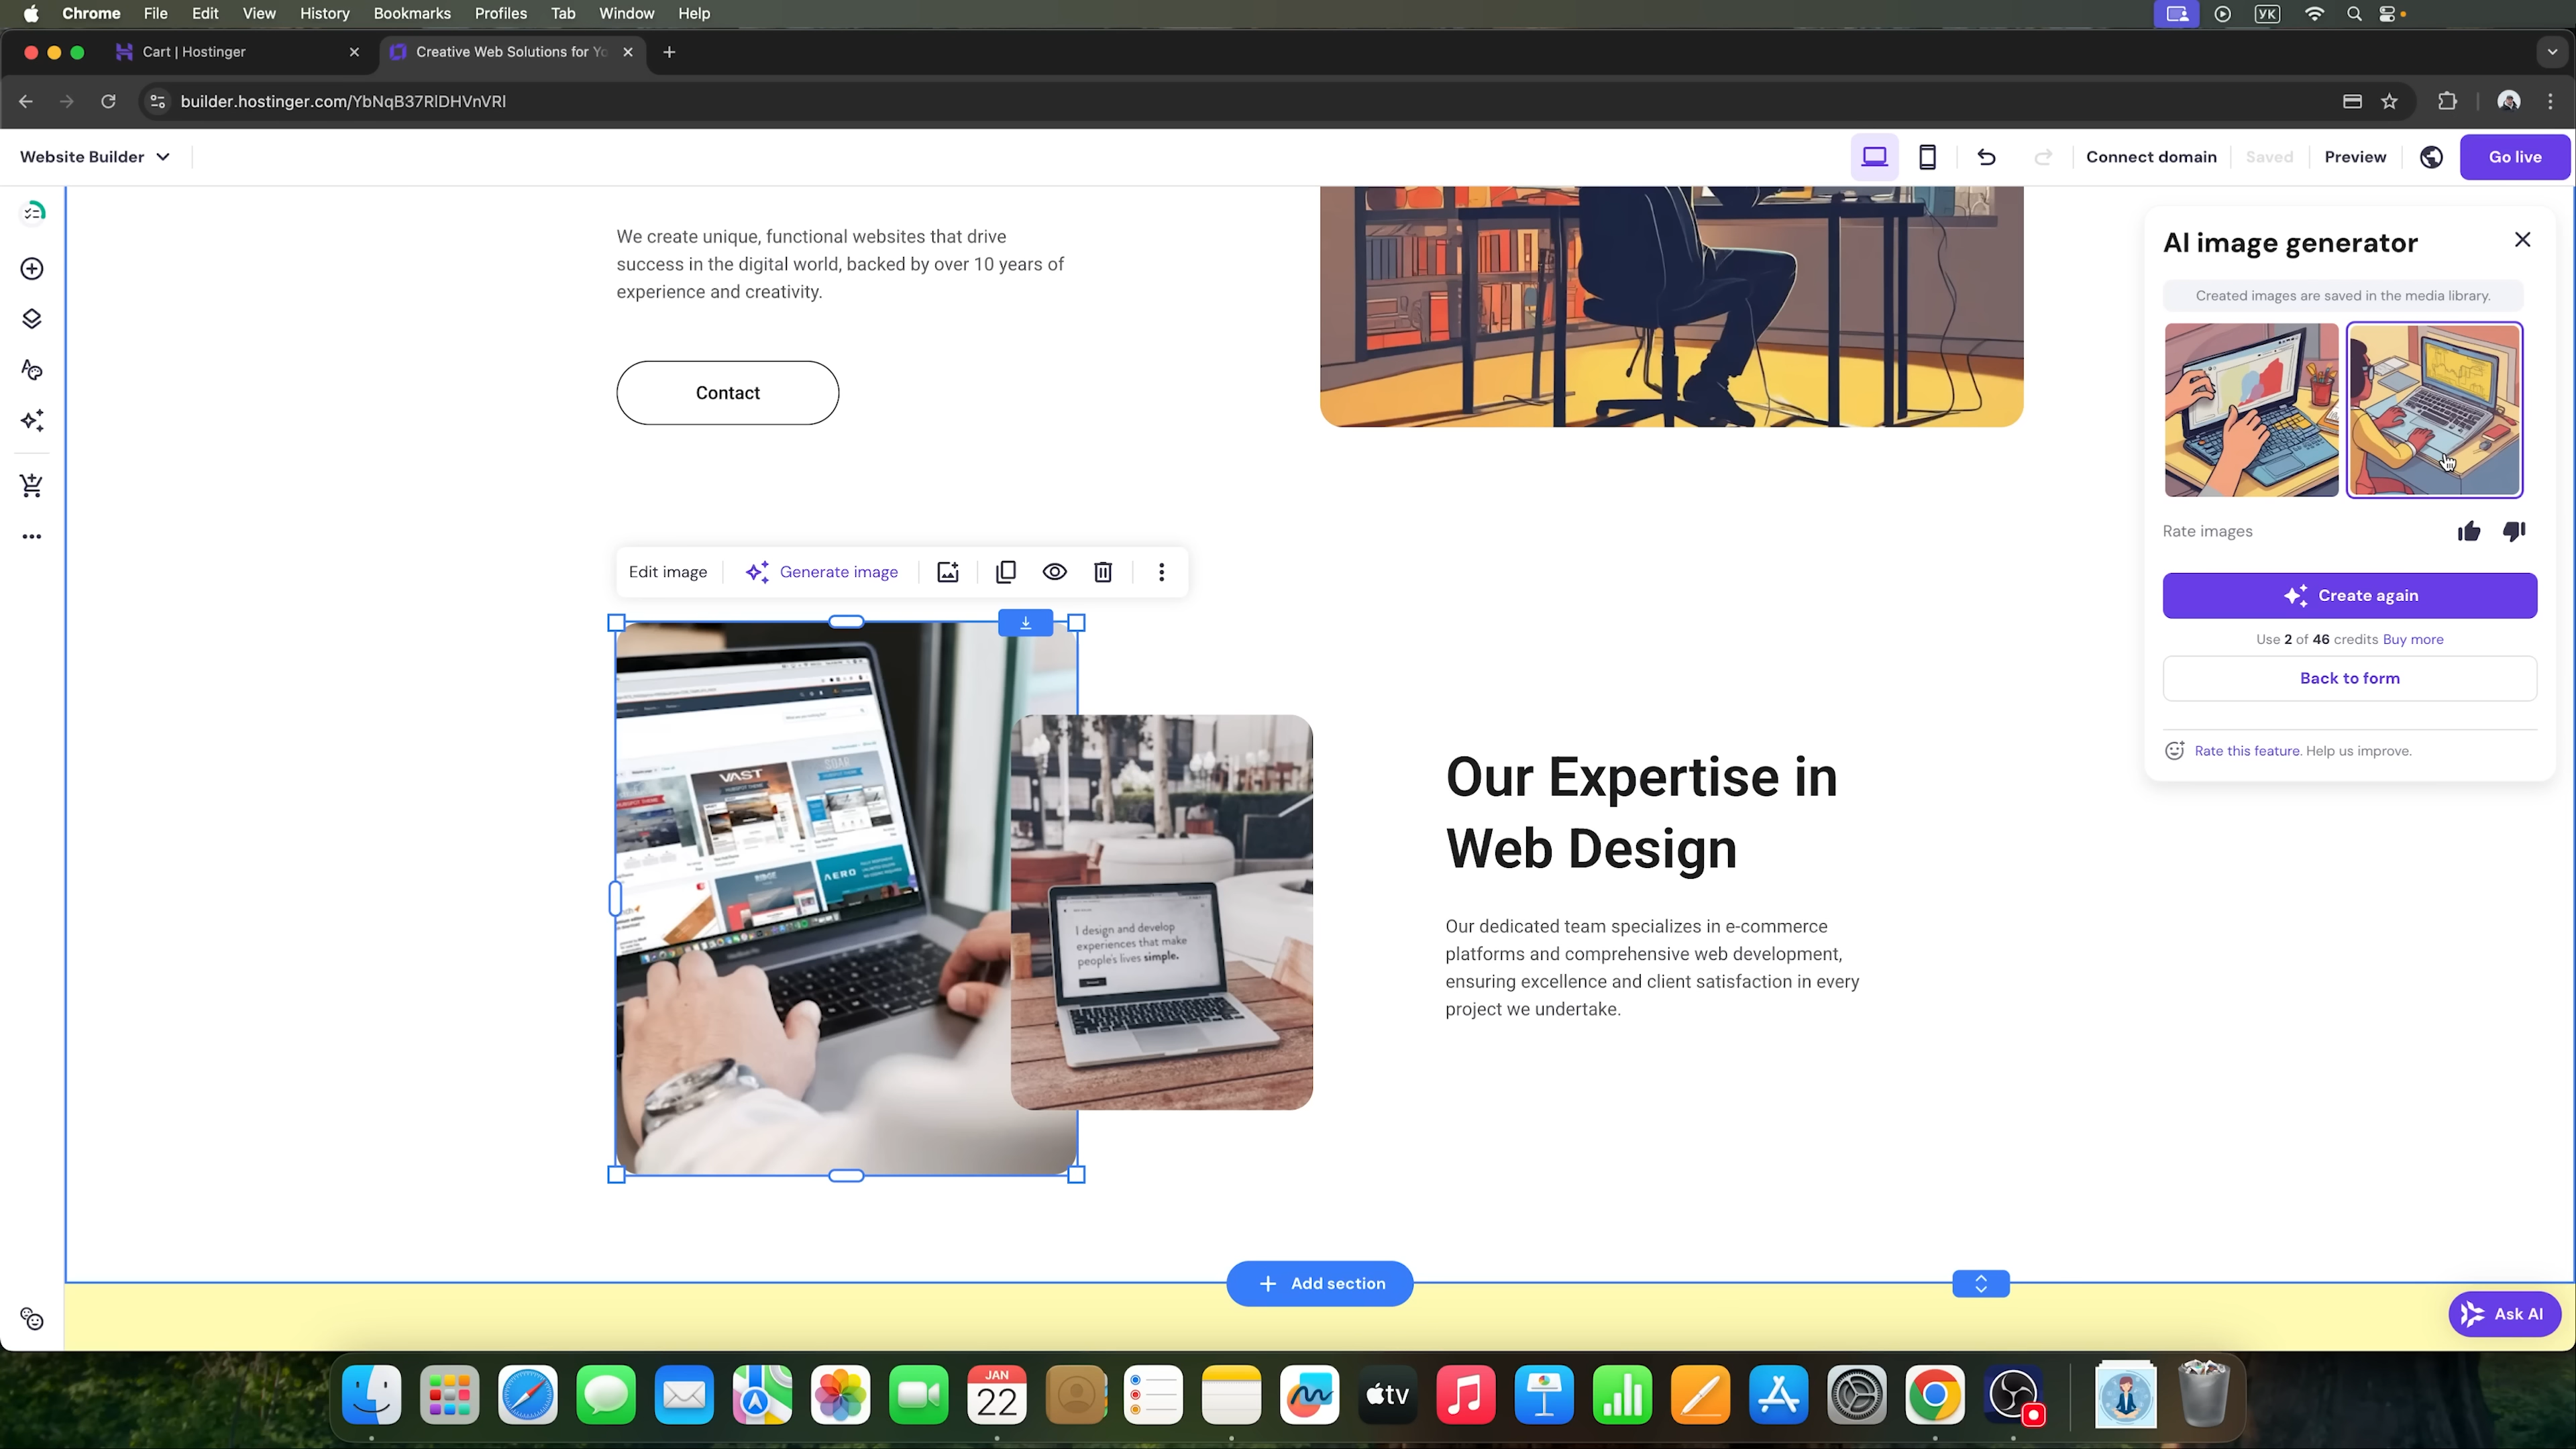 Chrome File Edit View History Bookmarks Profiles Tab Window Help
УК
Cart | Hostinger
Creative Web Solutions for Yo
builder.hostinger.com/YbNqB37RlDHVnVRl
Website Builder
Connect domain
Saved
Preview
Go live
We create unique, functional websites that drive
success in the digital world, backed by over 10 years of
experience and creativity.
Contact
AI image generator
Created images are saved in the media library.
Rate images
Create again
Use 2 of 46 credits Buy more
Back to form
Rate this feature. Help us improve.
Edit image
Generate image
VAST
SOAR
AERO
I design and develop
experiences that make
people's lives simple.
Our Expertise in
Web Design
Our dedicated team specializes in e-commerce
platforms and comprehensive web development,
ensuring excellence and client satisfaction in every
project we undertake.
Add section
Ask AI
JAN
22
tv